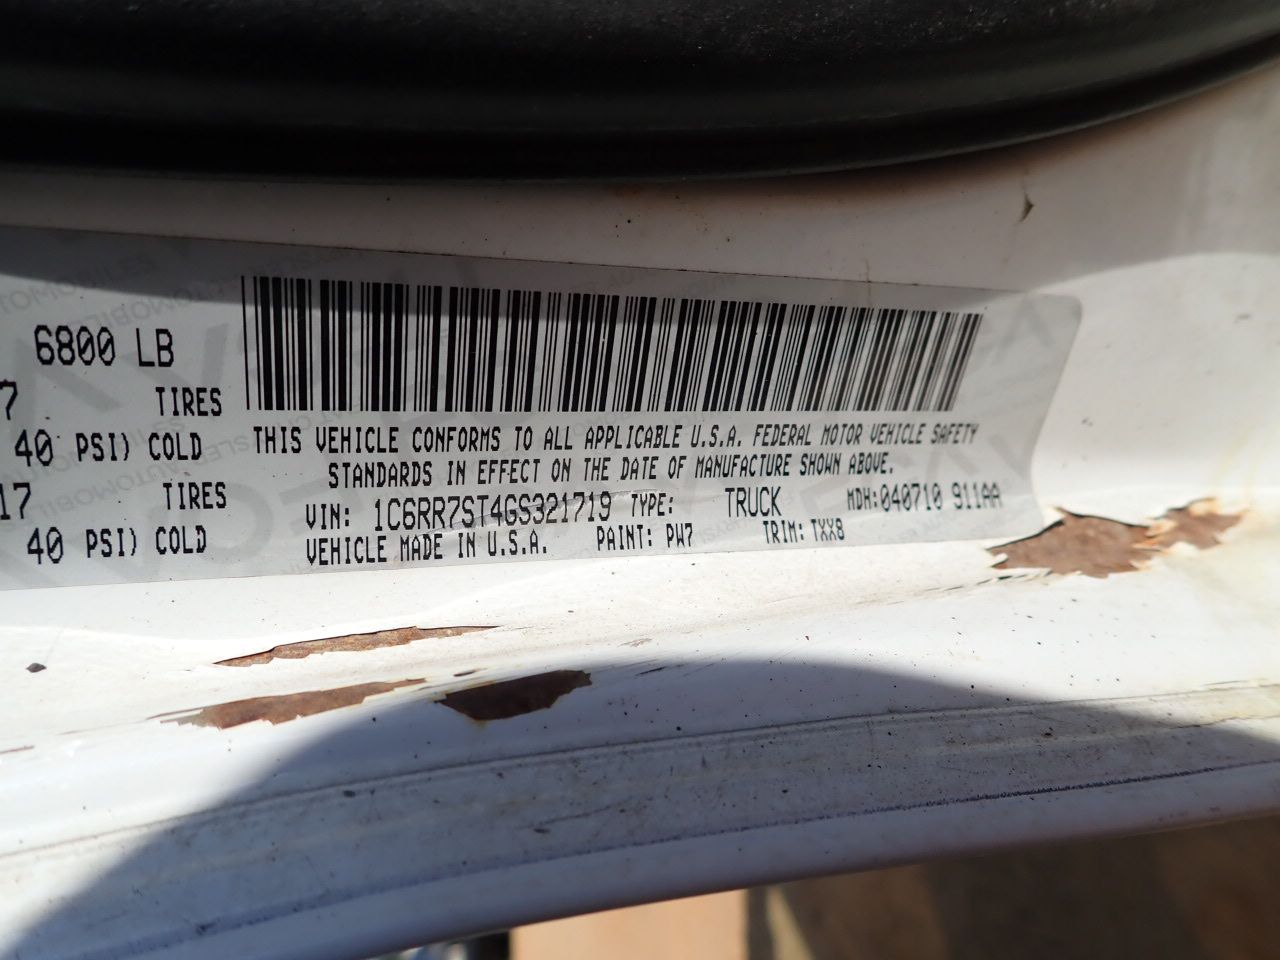 6800 LB
7 TIRES
40 PSI) COLD
17 TIRES
40 PSI) COLD
THIS VEHICLE CONFORMS TO ALL APPLICABLE U.S.A. FEDERAL MOTOR VEHICLE SAFETY
STANDARDS IN EFFECT ON THE DATE OF MANUFACTURE SHOWN ABOVE.
VIN: 1C6RR7ST4GS321719 TYPE: TRUCK MDH:040710 911AA
VEHICLE MADE IN U.S.A. PAINT: PW7 TRIM: TXX8